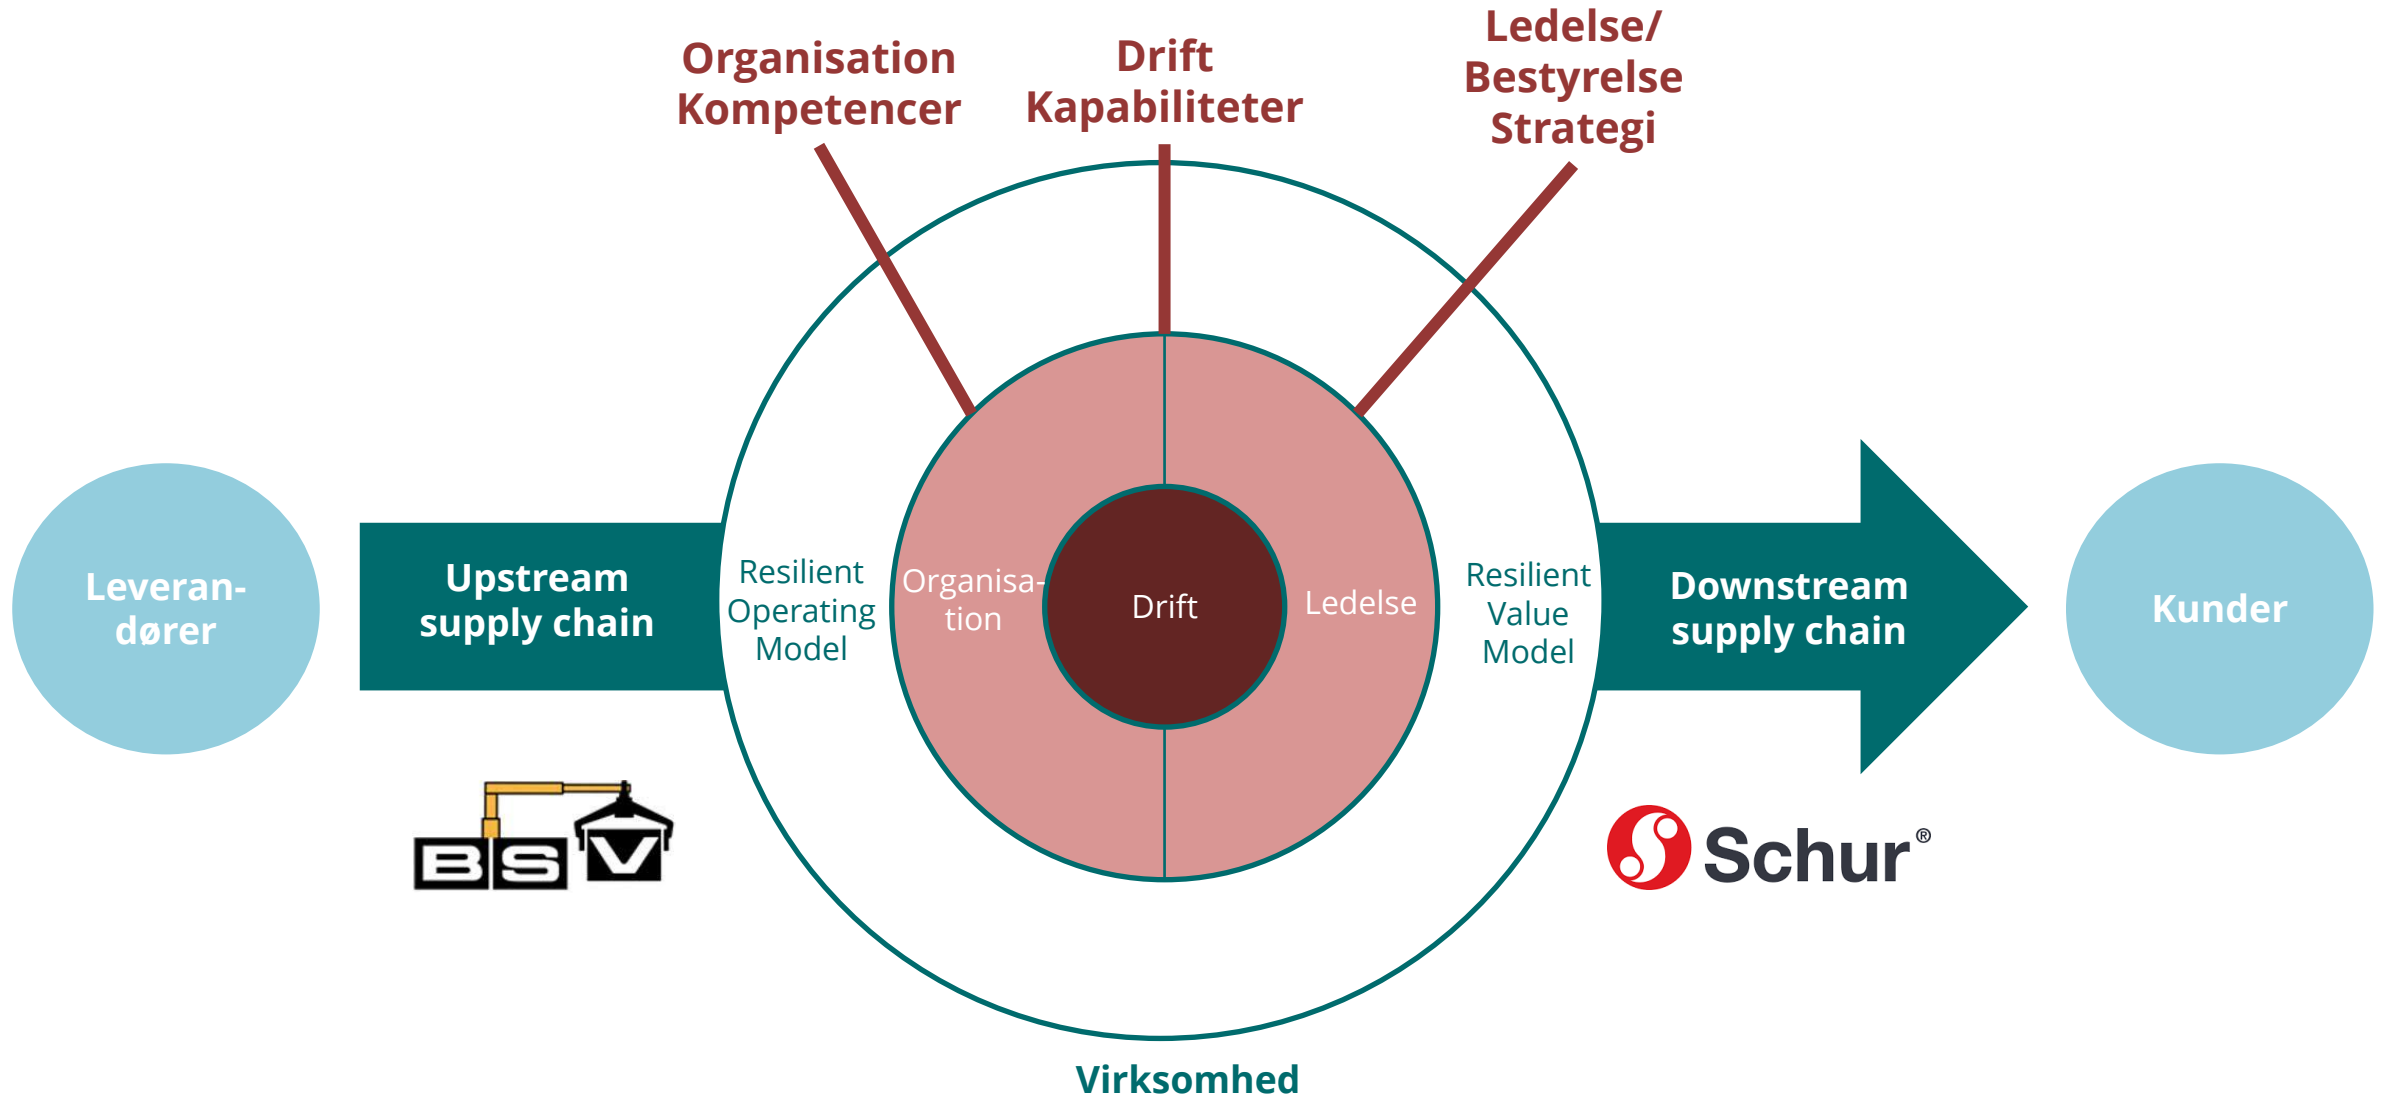 Organisation
Kompetencer
Drift
Kapabiliteter
Ledelse/
Bestyrelse
Strategi
Leveran-
dører
Upstream
supply chain
Resilient
Operating
Model
Organisa-
tion
Drift
Ledelse
Resilient
Value
Model
Downstream
supply chain
Kunder
BSV
Schur®
Virksomhed